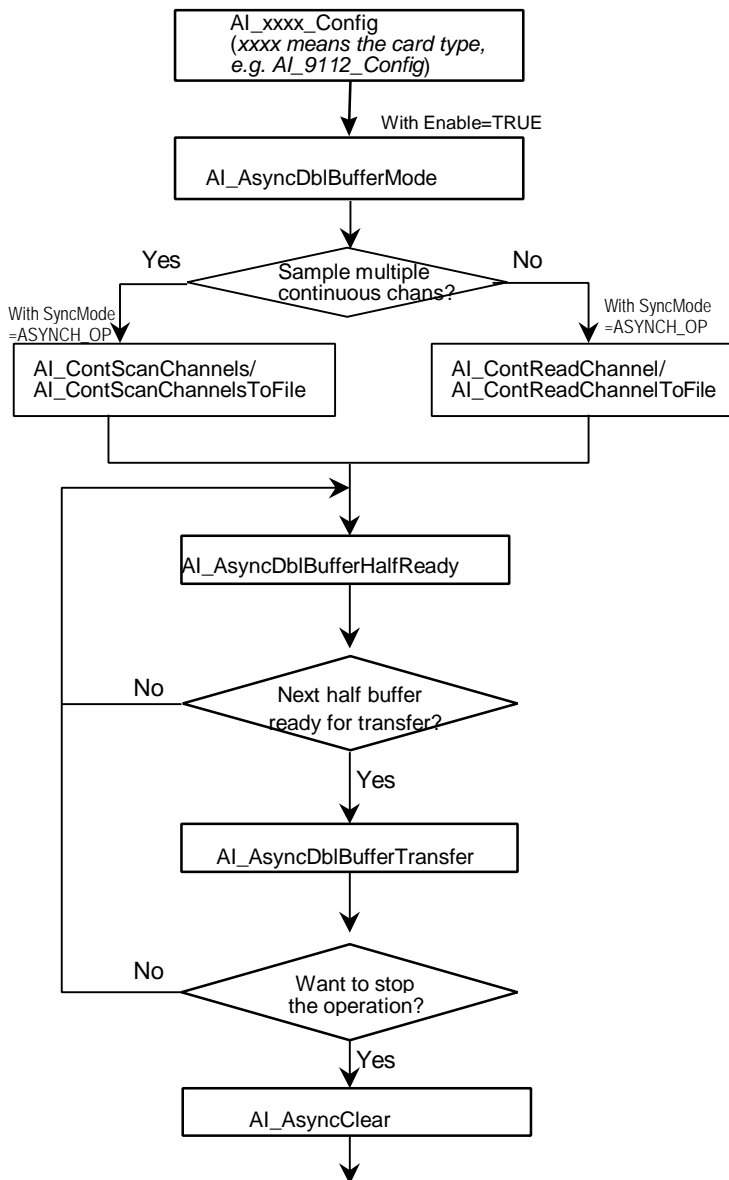 AI_xxxx_Config
(xxxx means the card type,
e.g. AI_9112_Config)
With Enable=TRUE
AI_AsyncDblBufferMode
Yes
No
Sample multiple
continuous chans?
With SyncMode
=ASYNCH_OP
With SyncMode
=ASYNCH_OP
AI_ContScanChannels/
AI_ContScanChannelsToFile
AI_ContReadChannel/
AI_ContReadChannelToFile
AI_AsyncDblBufferHalfReady
No
Next half buffer
ready for transfer?
Yes
AI_AsyncDblBufferTransfer
No
Want to stop
the operation?
Yes
AI_AsyncClear